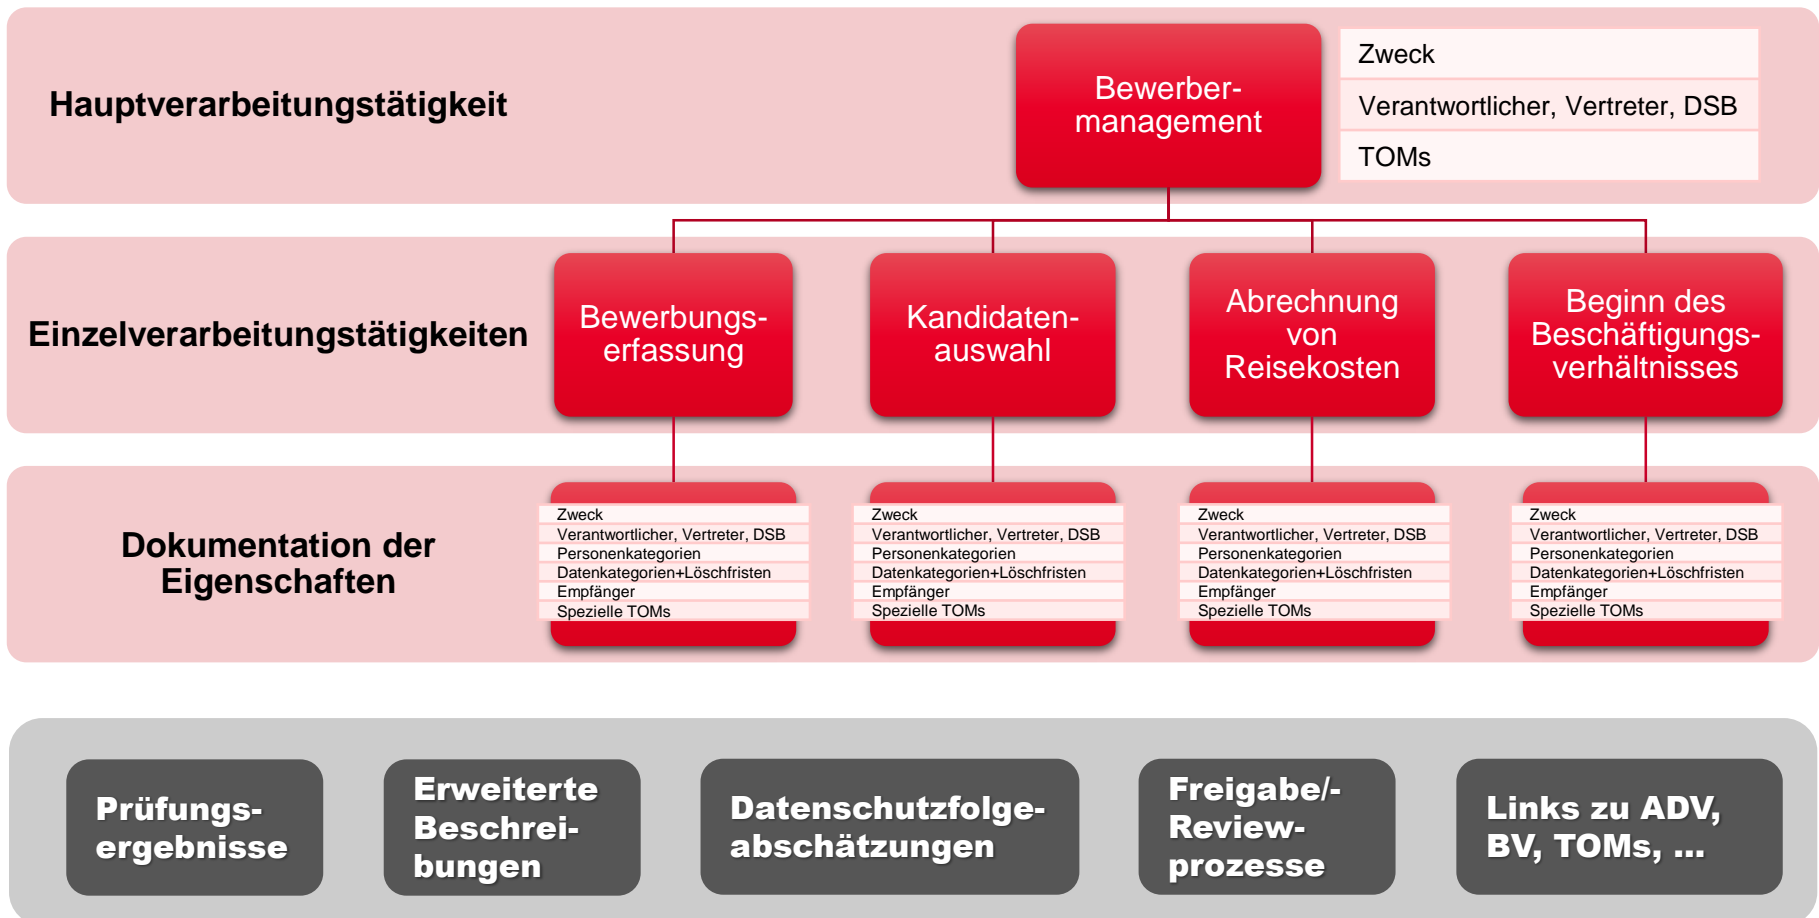 Hauptverarbeitungstätigkeit
Bewerber-
management
Zweck
Verantwortlicher, Vertreter, DSB
TOMs
Einzelverarbeitungstätigkeiten
Bewerbungs-
erfassung
Kandidaten-
auswahl
Abrechnung
von
Reisekosten
Beginn des
Beschäftigungs-
verhältnisses
Dokumentation der
Eigenschaften
Zweck
Verantwortlicher, Vertreter, DSB
Personenkategorien
Datenkategorien+Löschfristen
Empfänger
Spezielle TOMs
Zweck
Verantwortlicher, Vertreter, DSB
Personenkategorien
Datenkategorien+Löschfristen
Empfänger
Spezielle TOMs
Zweck
Verantwortlicher, Vertreter, DSB
Personenkategorien
Datenkategorien+Löschfristen
Empfänger
Spezielle TOMs
Zweck
Verantwortlicher, Vertreter, DSB
Personenkategorien
Datenkategorien+Löschfristen
Empfänger
Spezielle TOMs
Prüfungs-
ergebnisse
Erweiterte
Beschrei-
bungen
Datenschutzfolge-
abschätzungen
Freigabe/-
Review-
prozesse
Links zu ADV,
BV, TOMs, ...